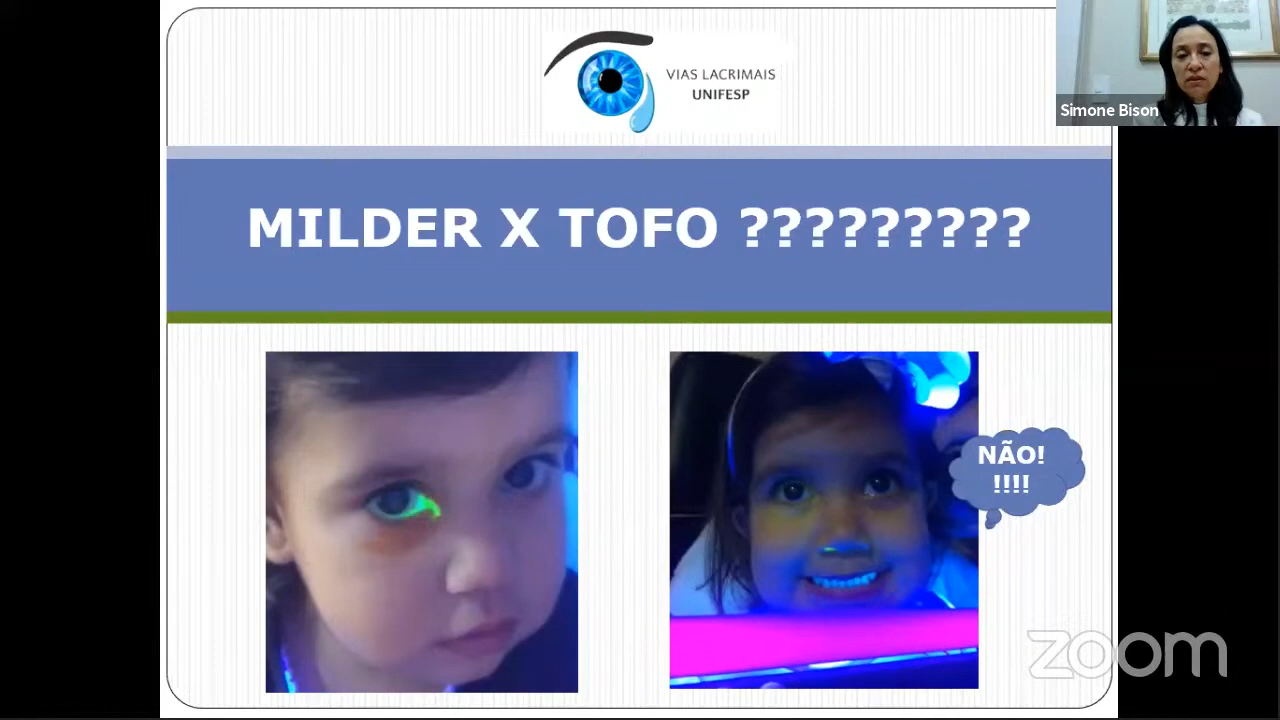 VIAS LACRIMAIS
UNIFESP
Simone Bison
MILDER X TOFO ?????????
NÃO!
!!!!
zoom